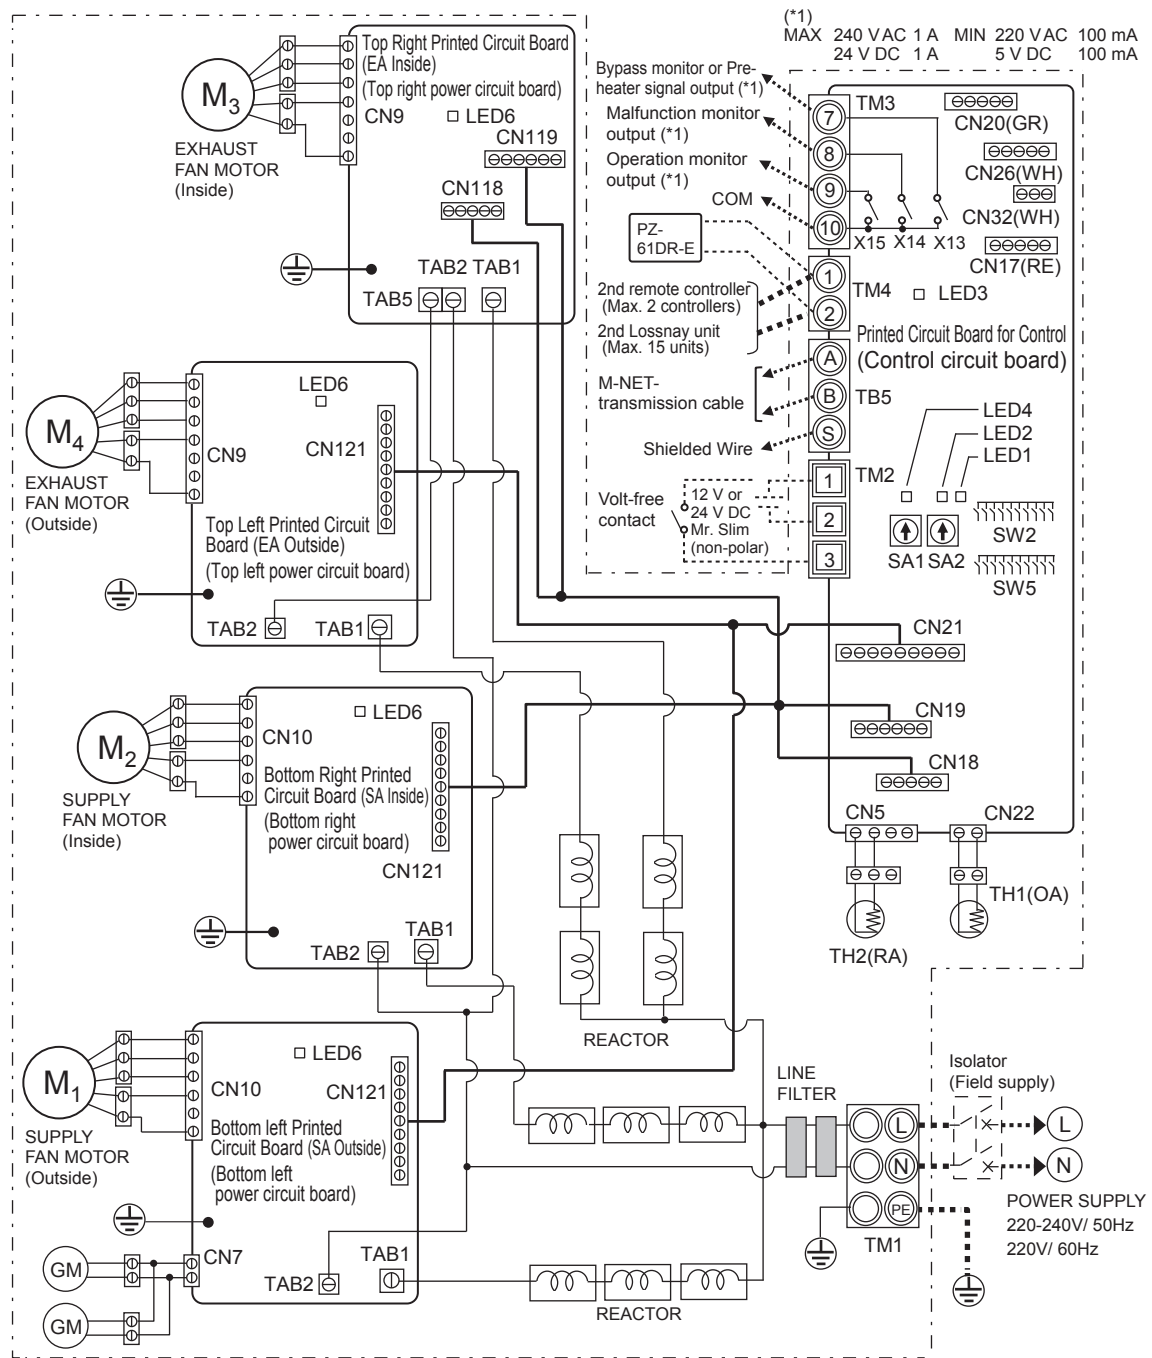 (*1)
MAX 240 V AC 1 A MIN 220 V AC 100 mA
24 V DC 1 A 5 V DC 100 mA
M3
EXHAUST
FAN MOTOR
(Inside)
Top Right Printed Circuit Board
(EA Inside)
(Top right power circuit board)
CN9
LED6
CN119
CN118
TAB2 TAB1
TAB5
Bypass monitor or Pre-
heater signal output (*1)
Malfunction monitor
output (*1)
Operation monitor
output (*1)
COM
PZ-
61DR-E
2nd remote controller
(Max. 2 controllers)
2nd Lossnay unit
(Max. 15 units)
M-NET-
transmission cable
Shielded Wire
Volt-free
contact
12 V or
24 V DC
Mr. Slim
(non-polar)
TM3
7
8
9
10
X15 X14 X13
CN20(GR)
CN26(WH)
CN32(WH)
CN17(RE)
1
2
TM4
LED3
Printed Circuit Board for Control
(Control circuit board)
A
B
S
TB5
LED4
LED2
LED1
1
2
3
TM2
SA1 SA2
SW2
SW5
CN21
CN19
CN18
CN5
CN22
TH1(OA)
TH2(RA)
M4
EXHAUST
FAN MOTOR
(Outside)
LED6
CN9
CN121
Top Left Printed Circuit
Board (EA Outside)
(Top left power circuit board)
TAB2
TAB1
M2
SUPPLY
FAN MOTOR
(Inside)
LED6
CN10
Bottom Right Printed
Circuit Board (SA Inside)
(Bottom right
power circuit board)
CN121
TAB2
TAB1
REACTOR
M1
SUPPLY
FAN MOTOR
(Outside)
LED6
CN10
CN121
Bottom left Printed
Circuit Board (SA Outside)
(Bottom left
power circuit board)
CN7
TAB2
TAB1
GM
GM
REACTOR
LINE
FILTER
L
N
PE
TM1
Isolator
(Field supply)
L
N
POWER SUPPLY
220-240V/ 50Hz
220V/ 60Hz